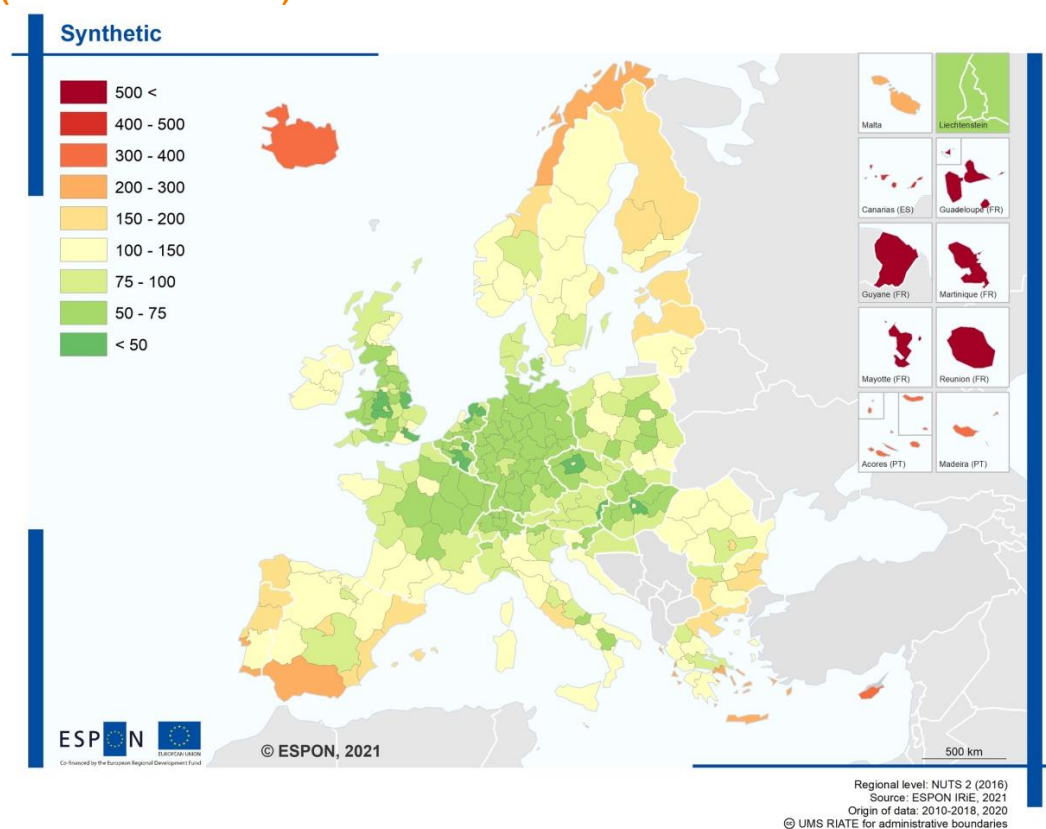 Synthetic
500 <
400 - 500
300 - 400
200 - 300
150 - 200
100 - 150
75 - 100
50 - 75
< 50
Malta
Liechtenstein
Canarias (ES)
Guadeloupe (FR)
Guyane (FR)
Martinique (FR)
Mayotte (FR)
Reunion (FR)
Acores (PT)
Madeira (PT)
ESPON
EUROPEAN UNION
Co-financed by the European Regional Development Fund
© ESPON, 2021
500 km
Regional level: NUTS 2 (2016)
Source: ESPON IRiE, 2021
Origin of data: 2010-2018, 2020
© UMS RIATE for administrative boundaries